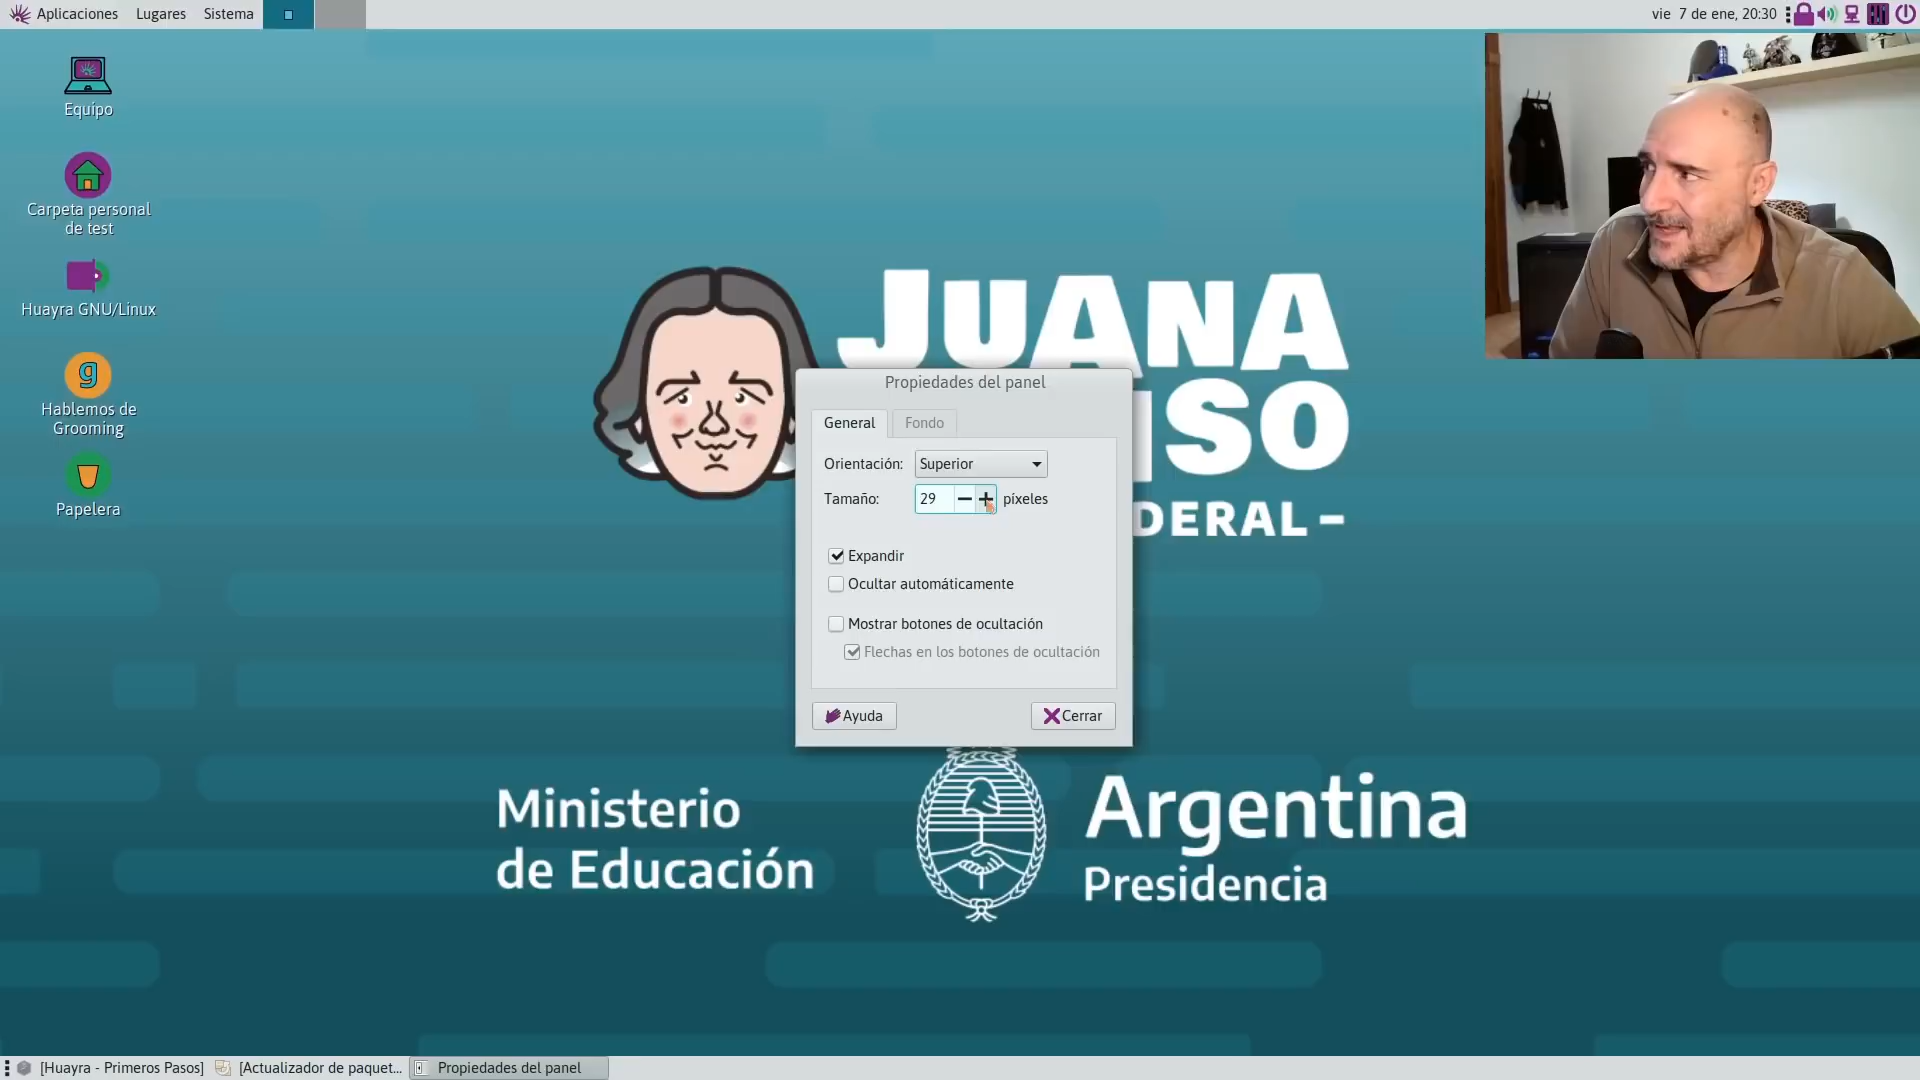 Aplicaciones Lugares Sistema
vie 7 de ene, 20:30
Equipo
Carpeta personal
de test
Huayra GNU/Linux
Hablemos de
Grooming
Papelera
JUANA
Propiedades del panel
General Fondo
Orientación: Superior
Tamaño: 29 píxeles
Expandir
Ocultar automáticamente
Mostrar botones de ocultación
Flechas en los botones de ocultación
Ayuda Cerrar
Ministerio
de Educación
Argentina
Presidencia
[Huayra - Primeros Pasos] [Actualizador de paquet... Propiedades del panel